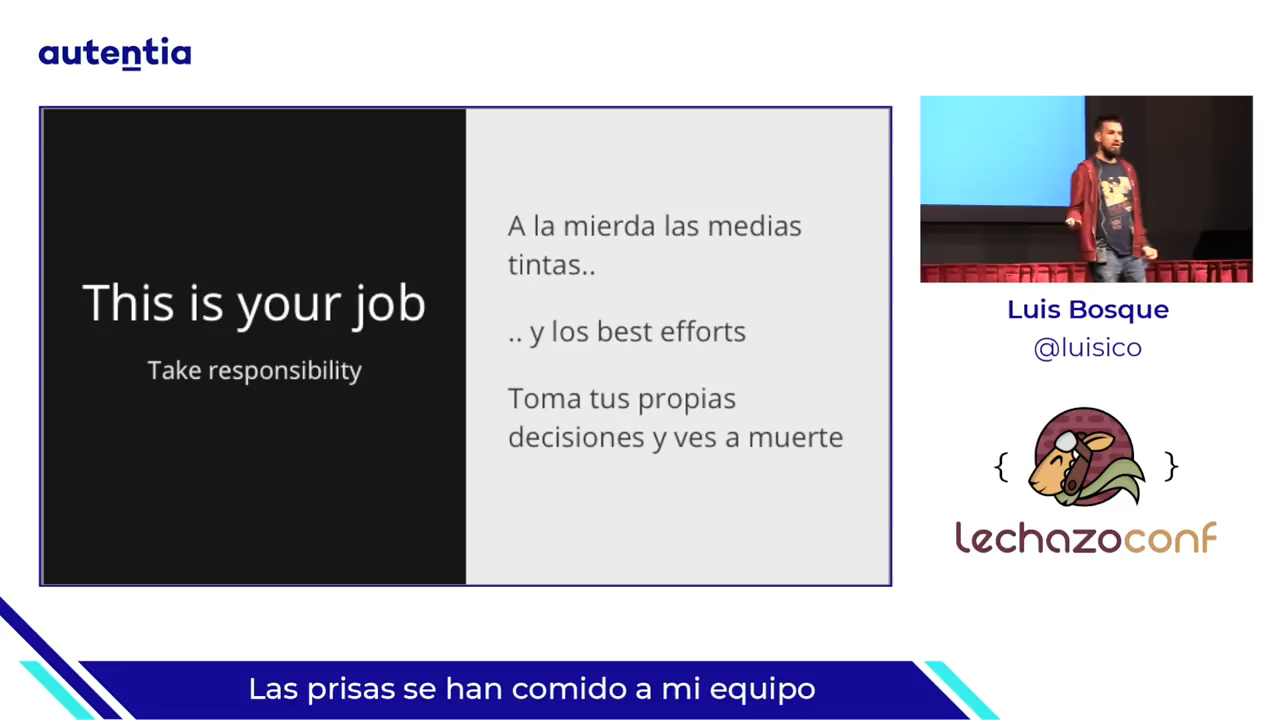 autentia
This is your job
Take responsibility
A la mierda las medias
tintas..
.. y los best efforts
Toma tus propias
decisiones y ves a muerte
Luis Bosque
@luisico
{ }
lechazoconf
Las prisas se han comido a mi equipo